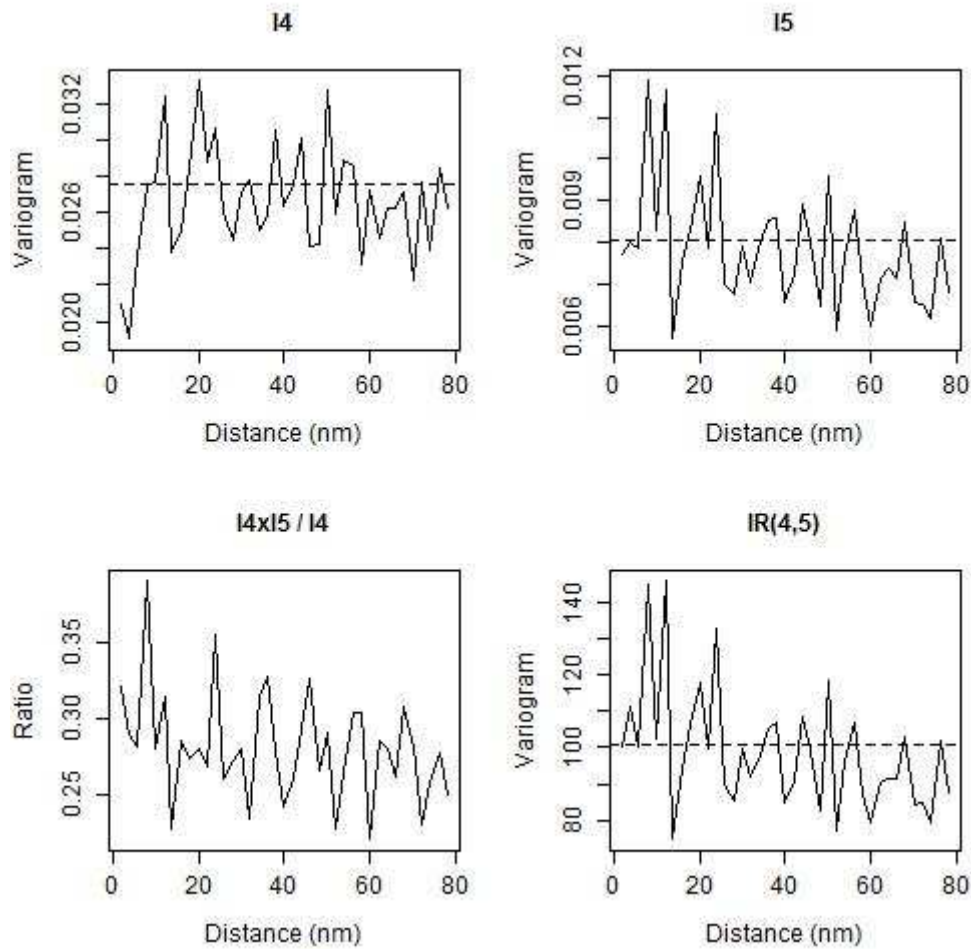 I4
Variogram
0.020 0.026 0.032
0 20 40 60 80
Distance (nm)
I5
Variogram
0.006 0.009 0.012
0 20 40 60 80
Distance (nm)
I4xI5 / I4
Ratio
0.25 0.30 0.35
0 20 40 60 80
Distance (nm)
IR(4,5)
Variogram
80 100 120 140
0 20 40 60 80
Distance (nm)